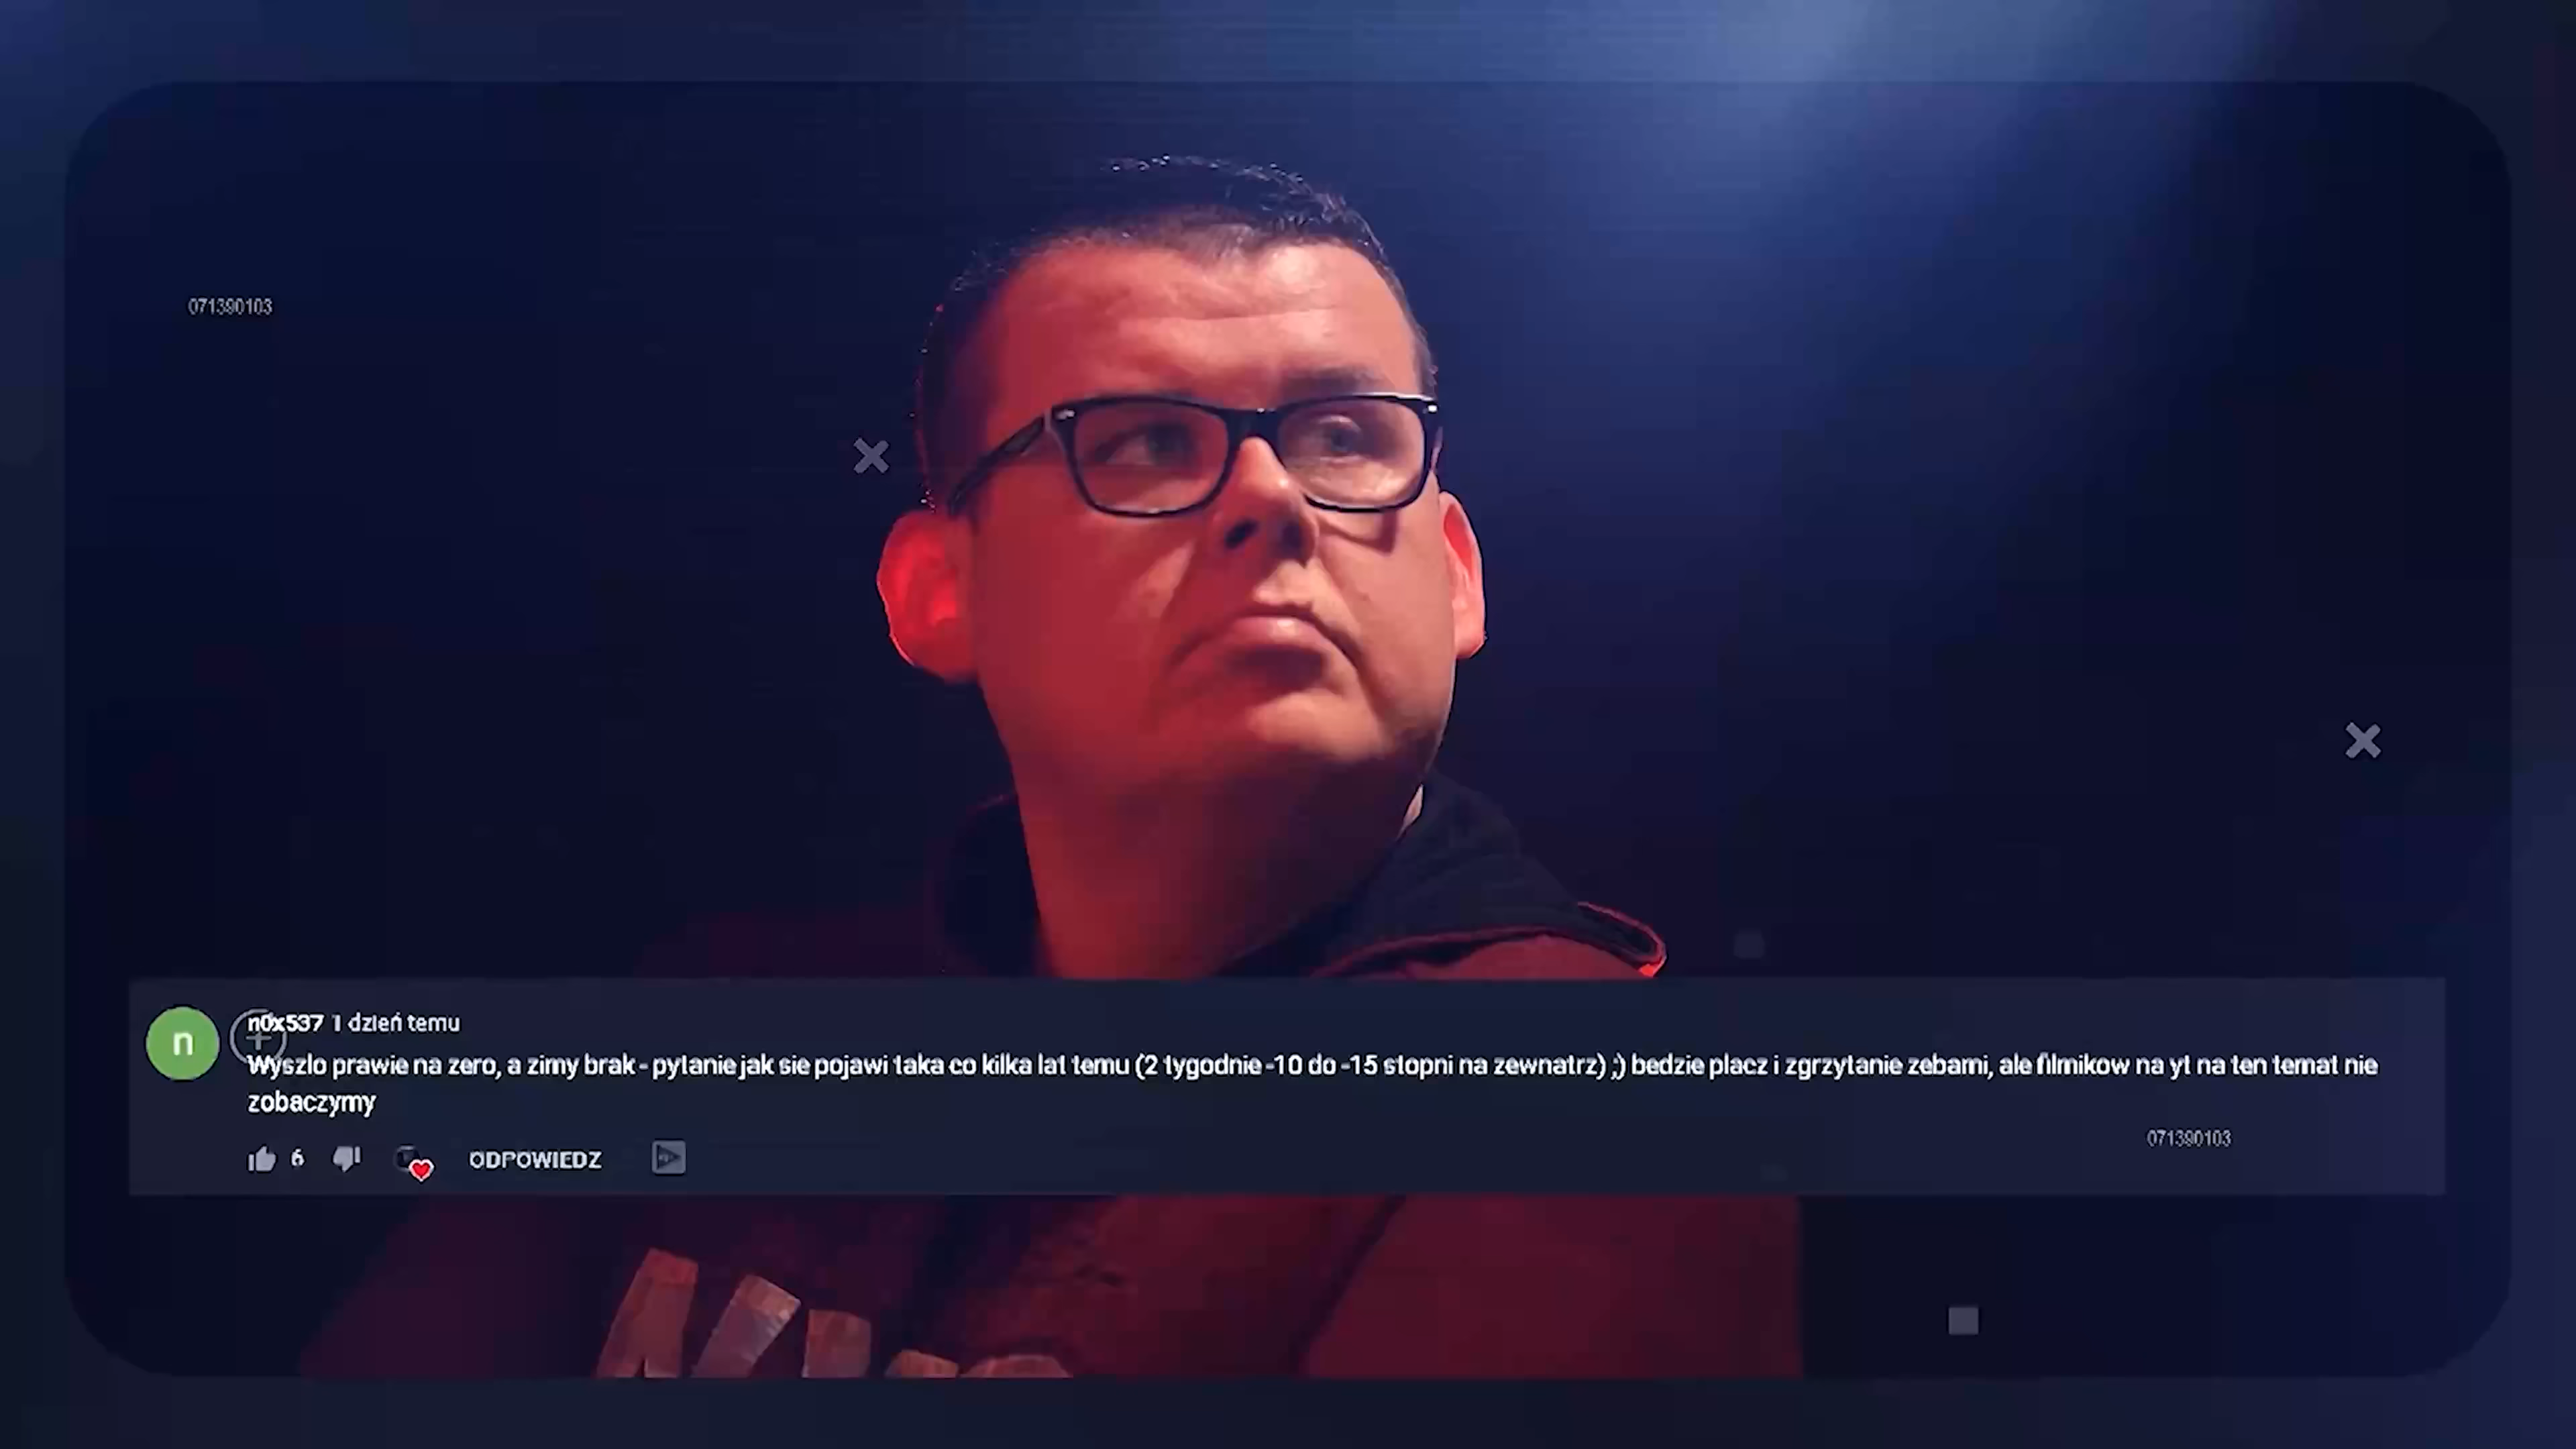 071390103
n0x537 1 dzień temu
Wyszlo prawie na zero, a zimy brak - pytanie jak sie pojawi taka co kilka lat temu (2 tygodnie -10 do -15 stopni na zewnatrz) ;) bedzie placz i zgrzytanie zebami, ale filmikow na yt na ten temat nie
zobaczymy
071390103
6 ODPOWIEDZ